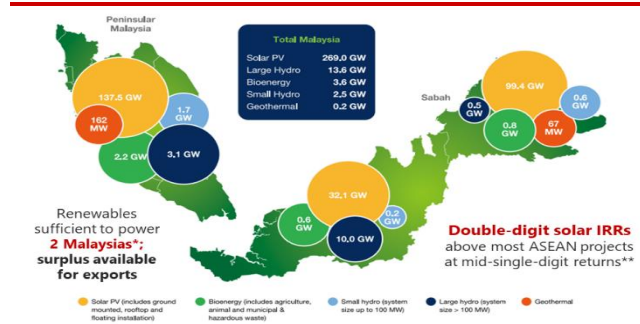 Peninsular
Malaysia
Total Malaysia
Solar PV 269,0 GW
Large Hydro 13.6 GW
Bioenergy 3,6 GW
Small Hydro 2,5 GW
Geothermal 0.2 GW
137.5 GW
1.7
GW
162
MW
2.2 GW
3,1 GW
Sabah
99.4 GW
0.5
GW
0.6
GW
0.8
GW
67
MW
32.1 GW
0.6
GW
0.2
GW
10,0 GW
Renewables
sufficient to power
2 Malaysias*;
surplus available
for exports
Double-digit solar IRRs
above most ASEAN projects
at mid-single-digit returns**
Solar PV (includes ground
mounted, rooftop and
floating installation)
Bioenergy (includes agriculture,
animal and municipal &
hazardous waste)
Small hydro (system
size up to 100 MW)
Large hydro (system
size > 100 MW)
Geothermal